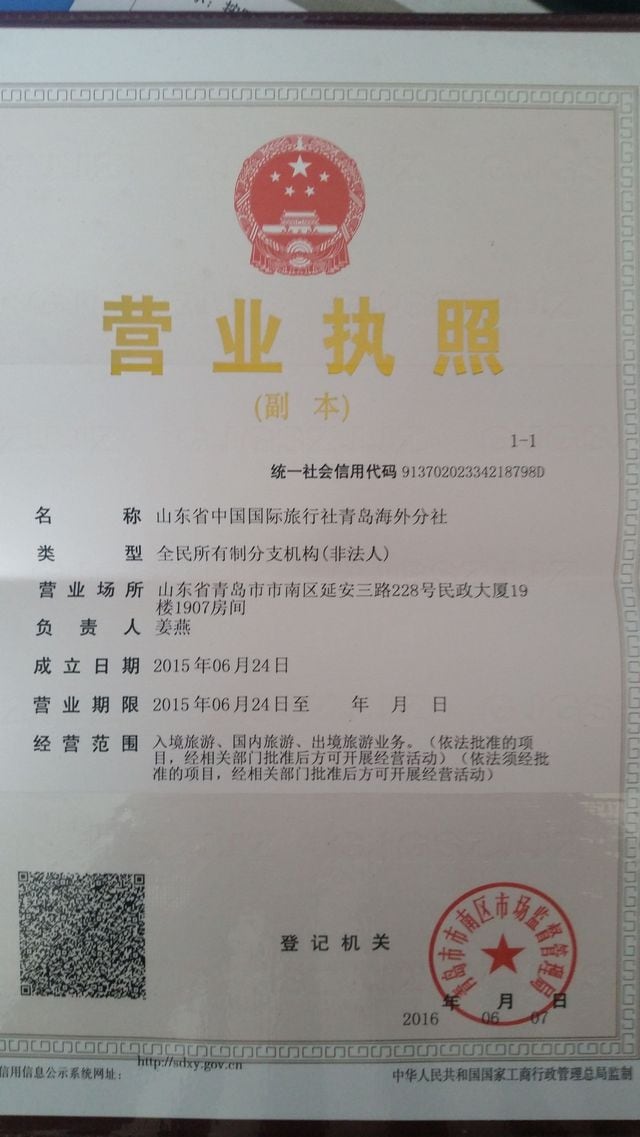 营业执照
(副 本)
1-1
统一社会信用代码 91370202334218798D
名 称 山东省中国国际旅行社青岛海外分社
类 型 全民所有制分支机构(非法人)
营业场所 山东省青岛市市南区延安三路228号民政大厦19
楼1907房间
负责人 姜燕
成立日期 2015年06月24日
营业期限 2015年06月24日至 年 月 日
经营范围 入境旅游、国内旅游、出境旅游业务。(依法批准的项
目,经相关部门批准后方可开展经营活动)(依法须经批
准的项目,经相关部门批准后方可开展经营活动)
登记机关
青岛市市南区市场监督管理局
年 月 日
2016 06 07
信用信息公示系统网址: http://sdxy.gov.cn
中华人民共和国国家工商行政管理总局监制